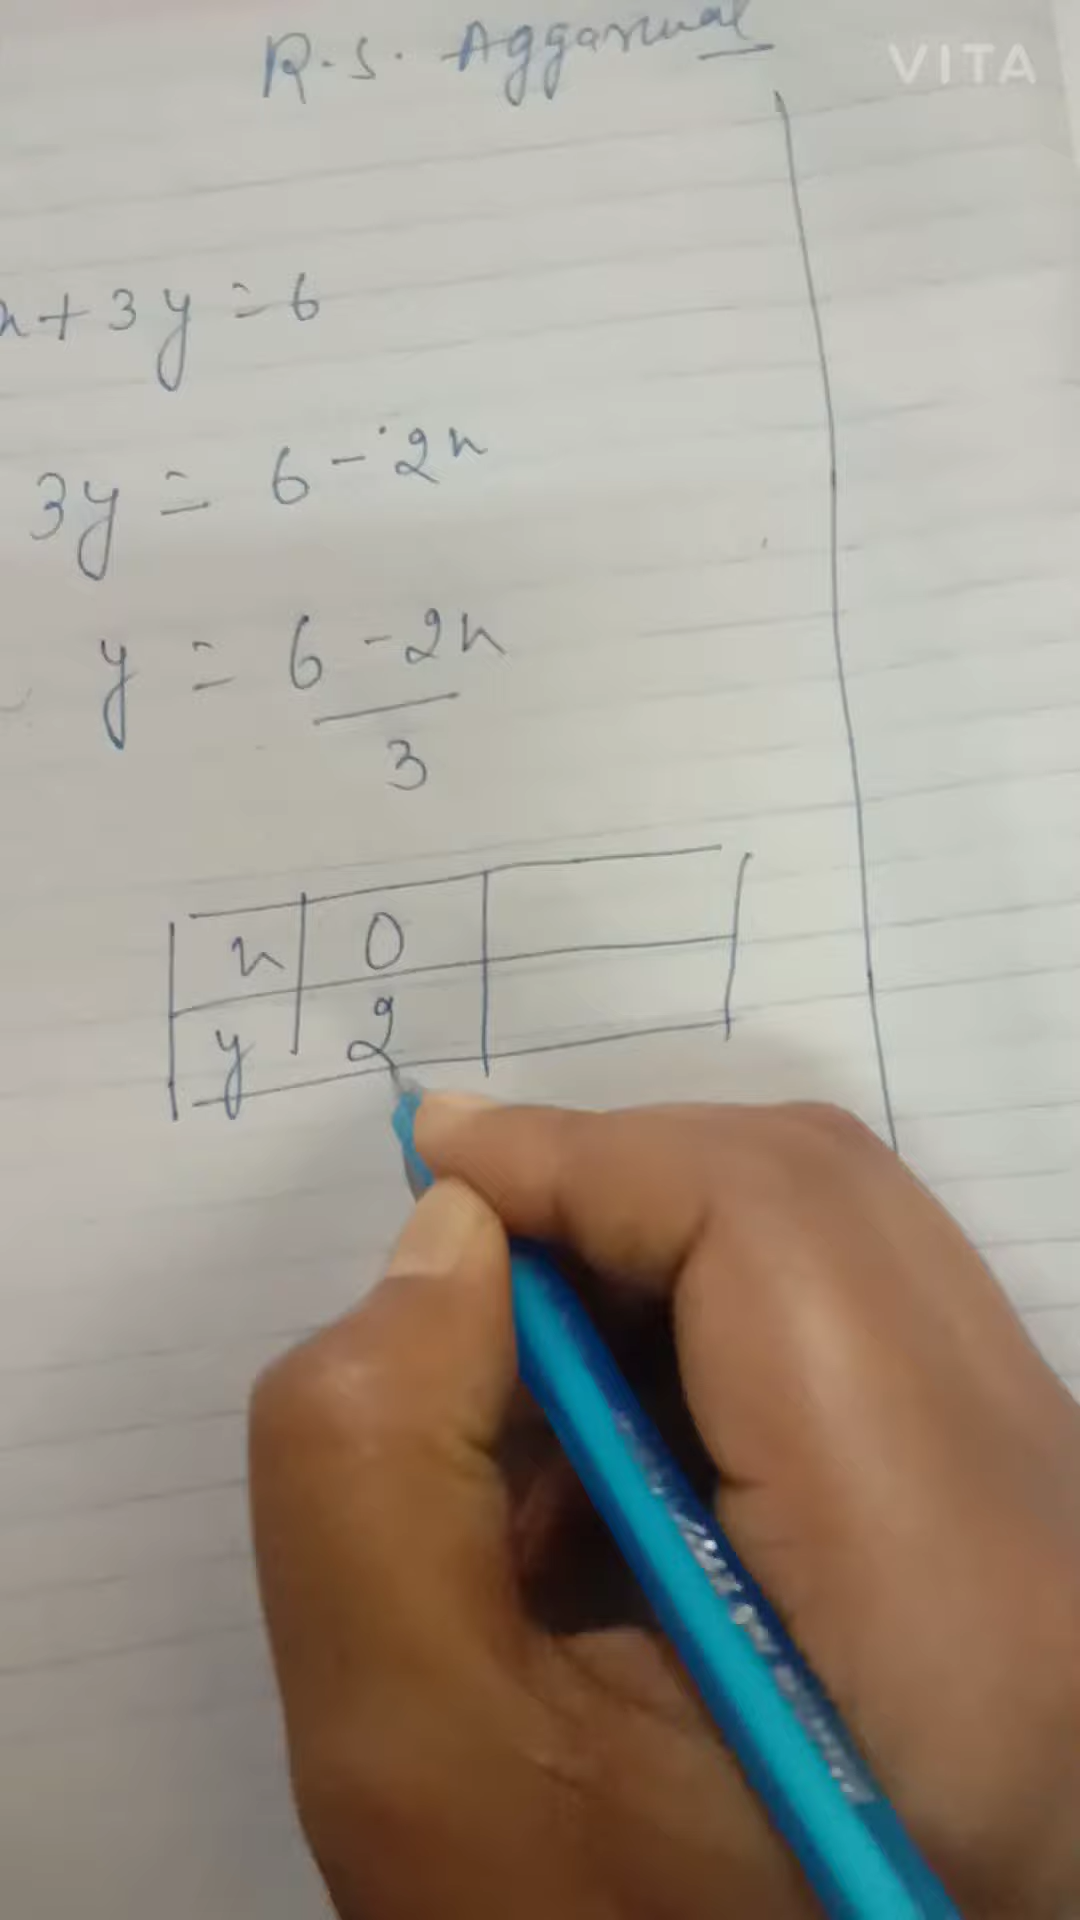 R.S. Aggarwal
VITA
x+3y=6
3y = 6-2x
y = 6-2x
3
x 0
y 2